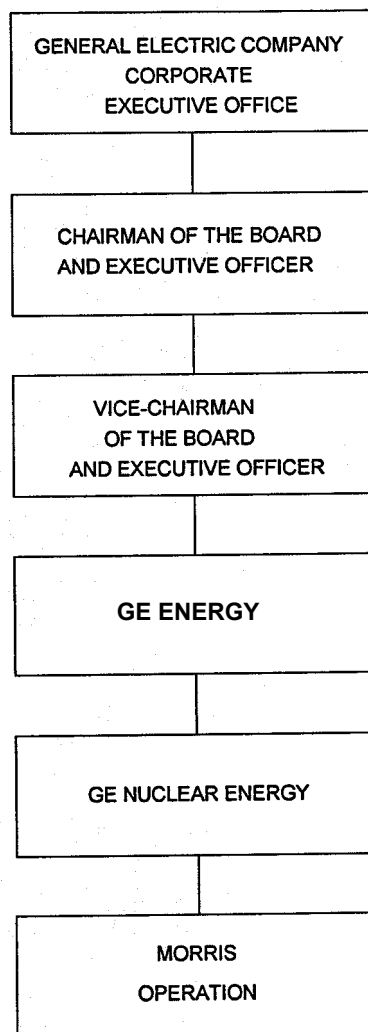 GENERAL ELECTRIC COMPANY
CORPORATE
EXECUTIVE OFFICE
CHAIRMAN OF THE BOARD
AND EXECUTIVE OFFICER
VICE-CHAIRMAN
OF THE BOARD
AND EXECUTIVE OFFICER
GE ENERGY
GE NUCLEAR ENERGY
MORRIS
OPERATION